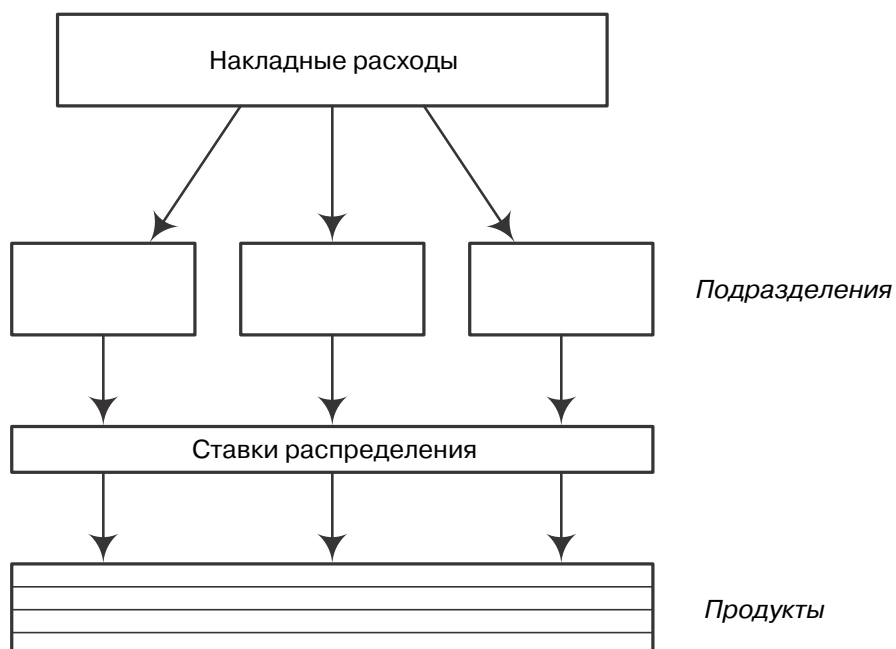 Накладные расходы
Подразделения
Ставки распределения
Продукты